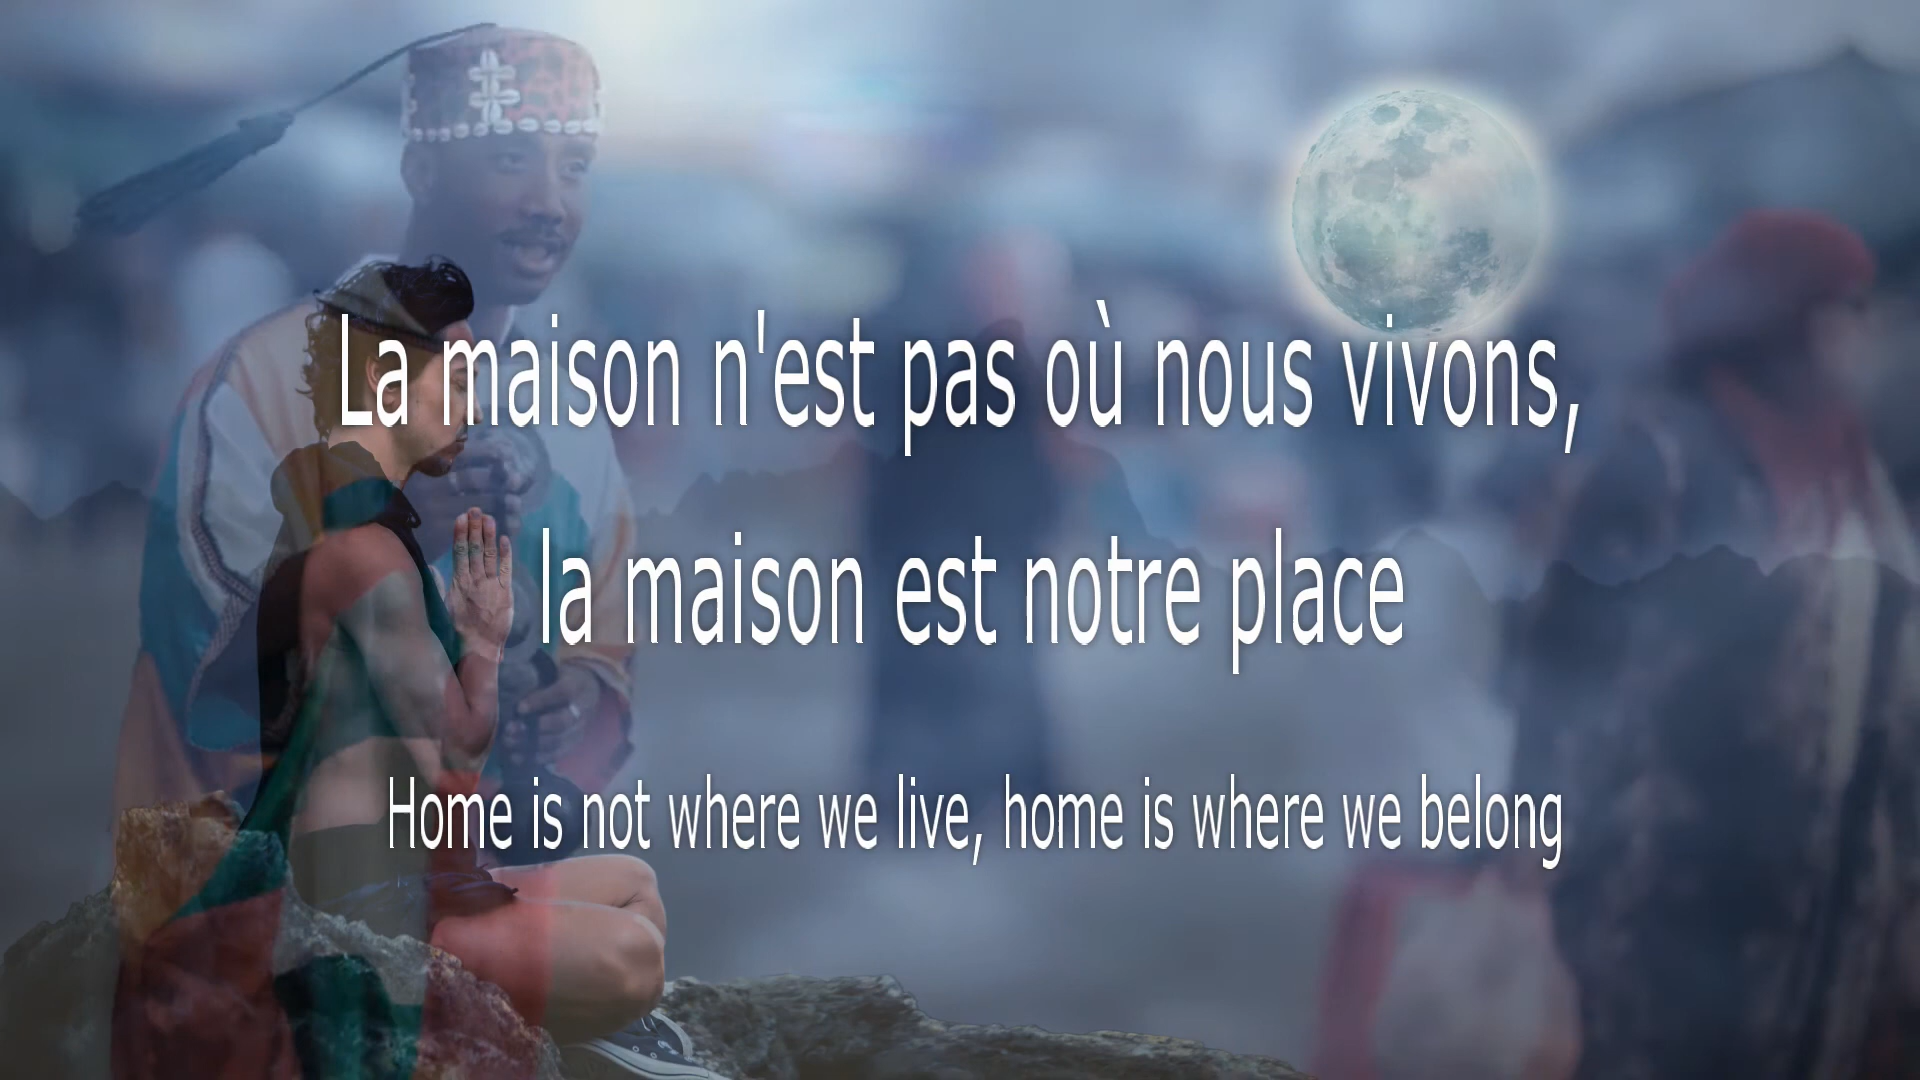 La maison n'est pas où nous vivons,
la maison est notre place
Home is not where we live, home is where we belong